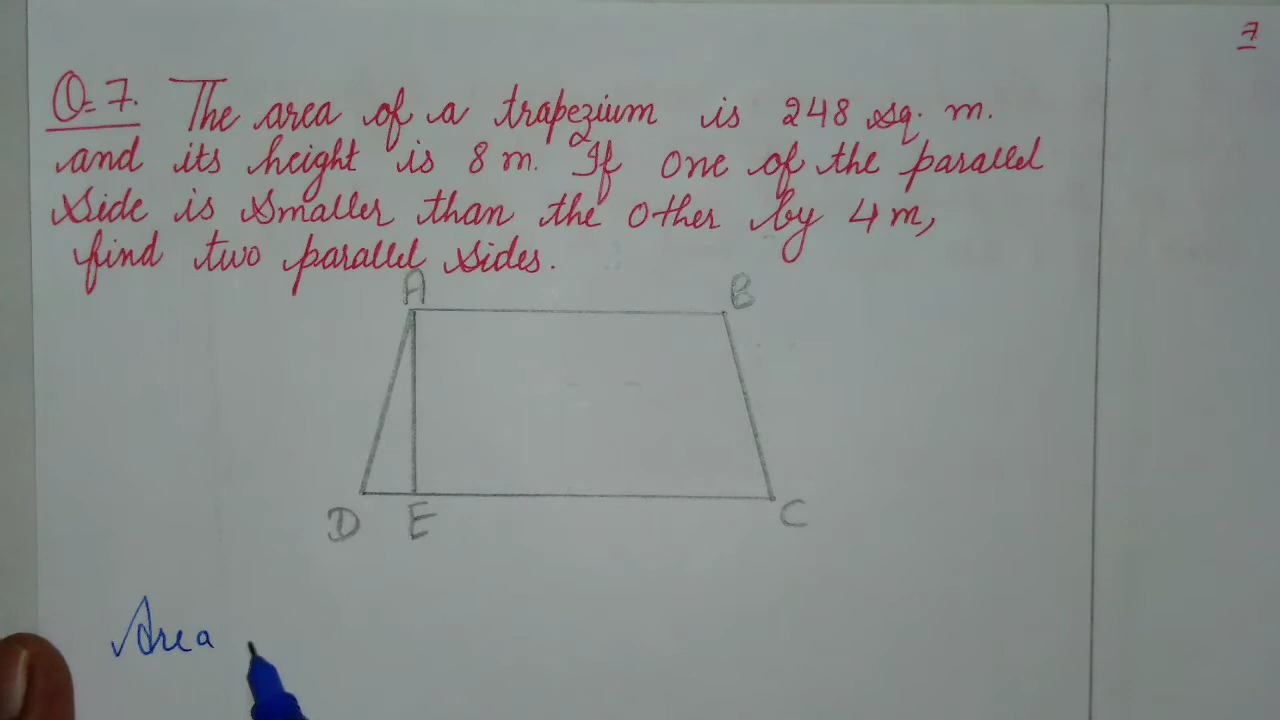 7
Q.7. The area of a trapezium is 248 sq. m.
and its height is 8 m. If one of the parallel
side is smaller than the other by 4 m,
find two parallel sides.
A B
D E C
Area